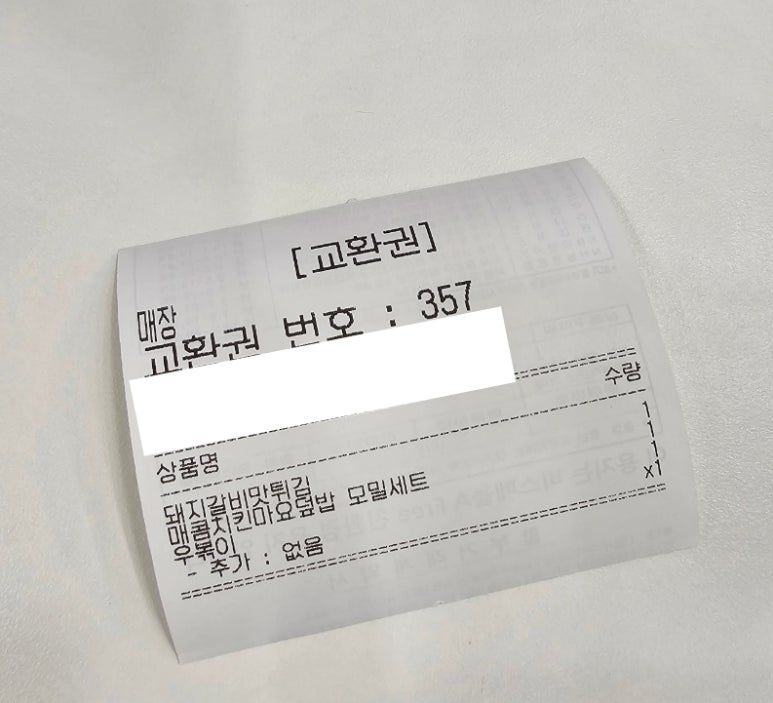 [교환권]
매장
교환권 번호 : 357
상품명 수량
돼지갈비맛튀김 1
매콤치킨마요덮밥 모밀세트 1
우볶이 1
- 추가 : 없음 x1